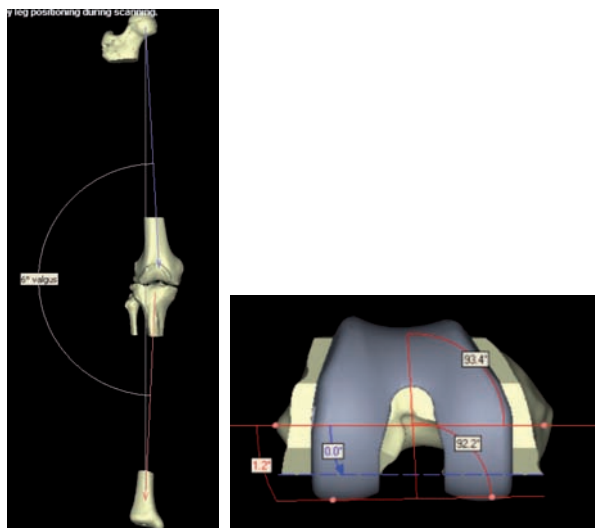 y leg positioning during scanning.
6° valgus
93.4°
92.2°
0.0°
1.2°